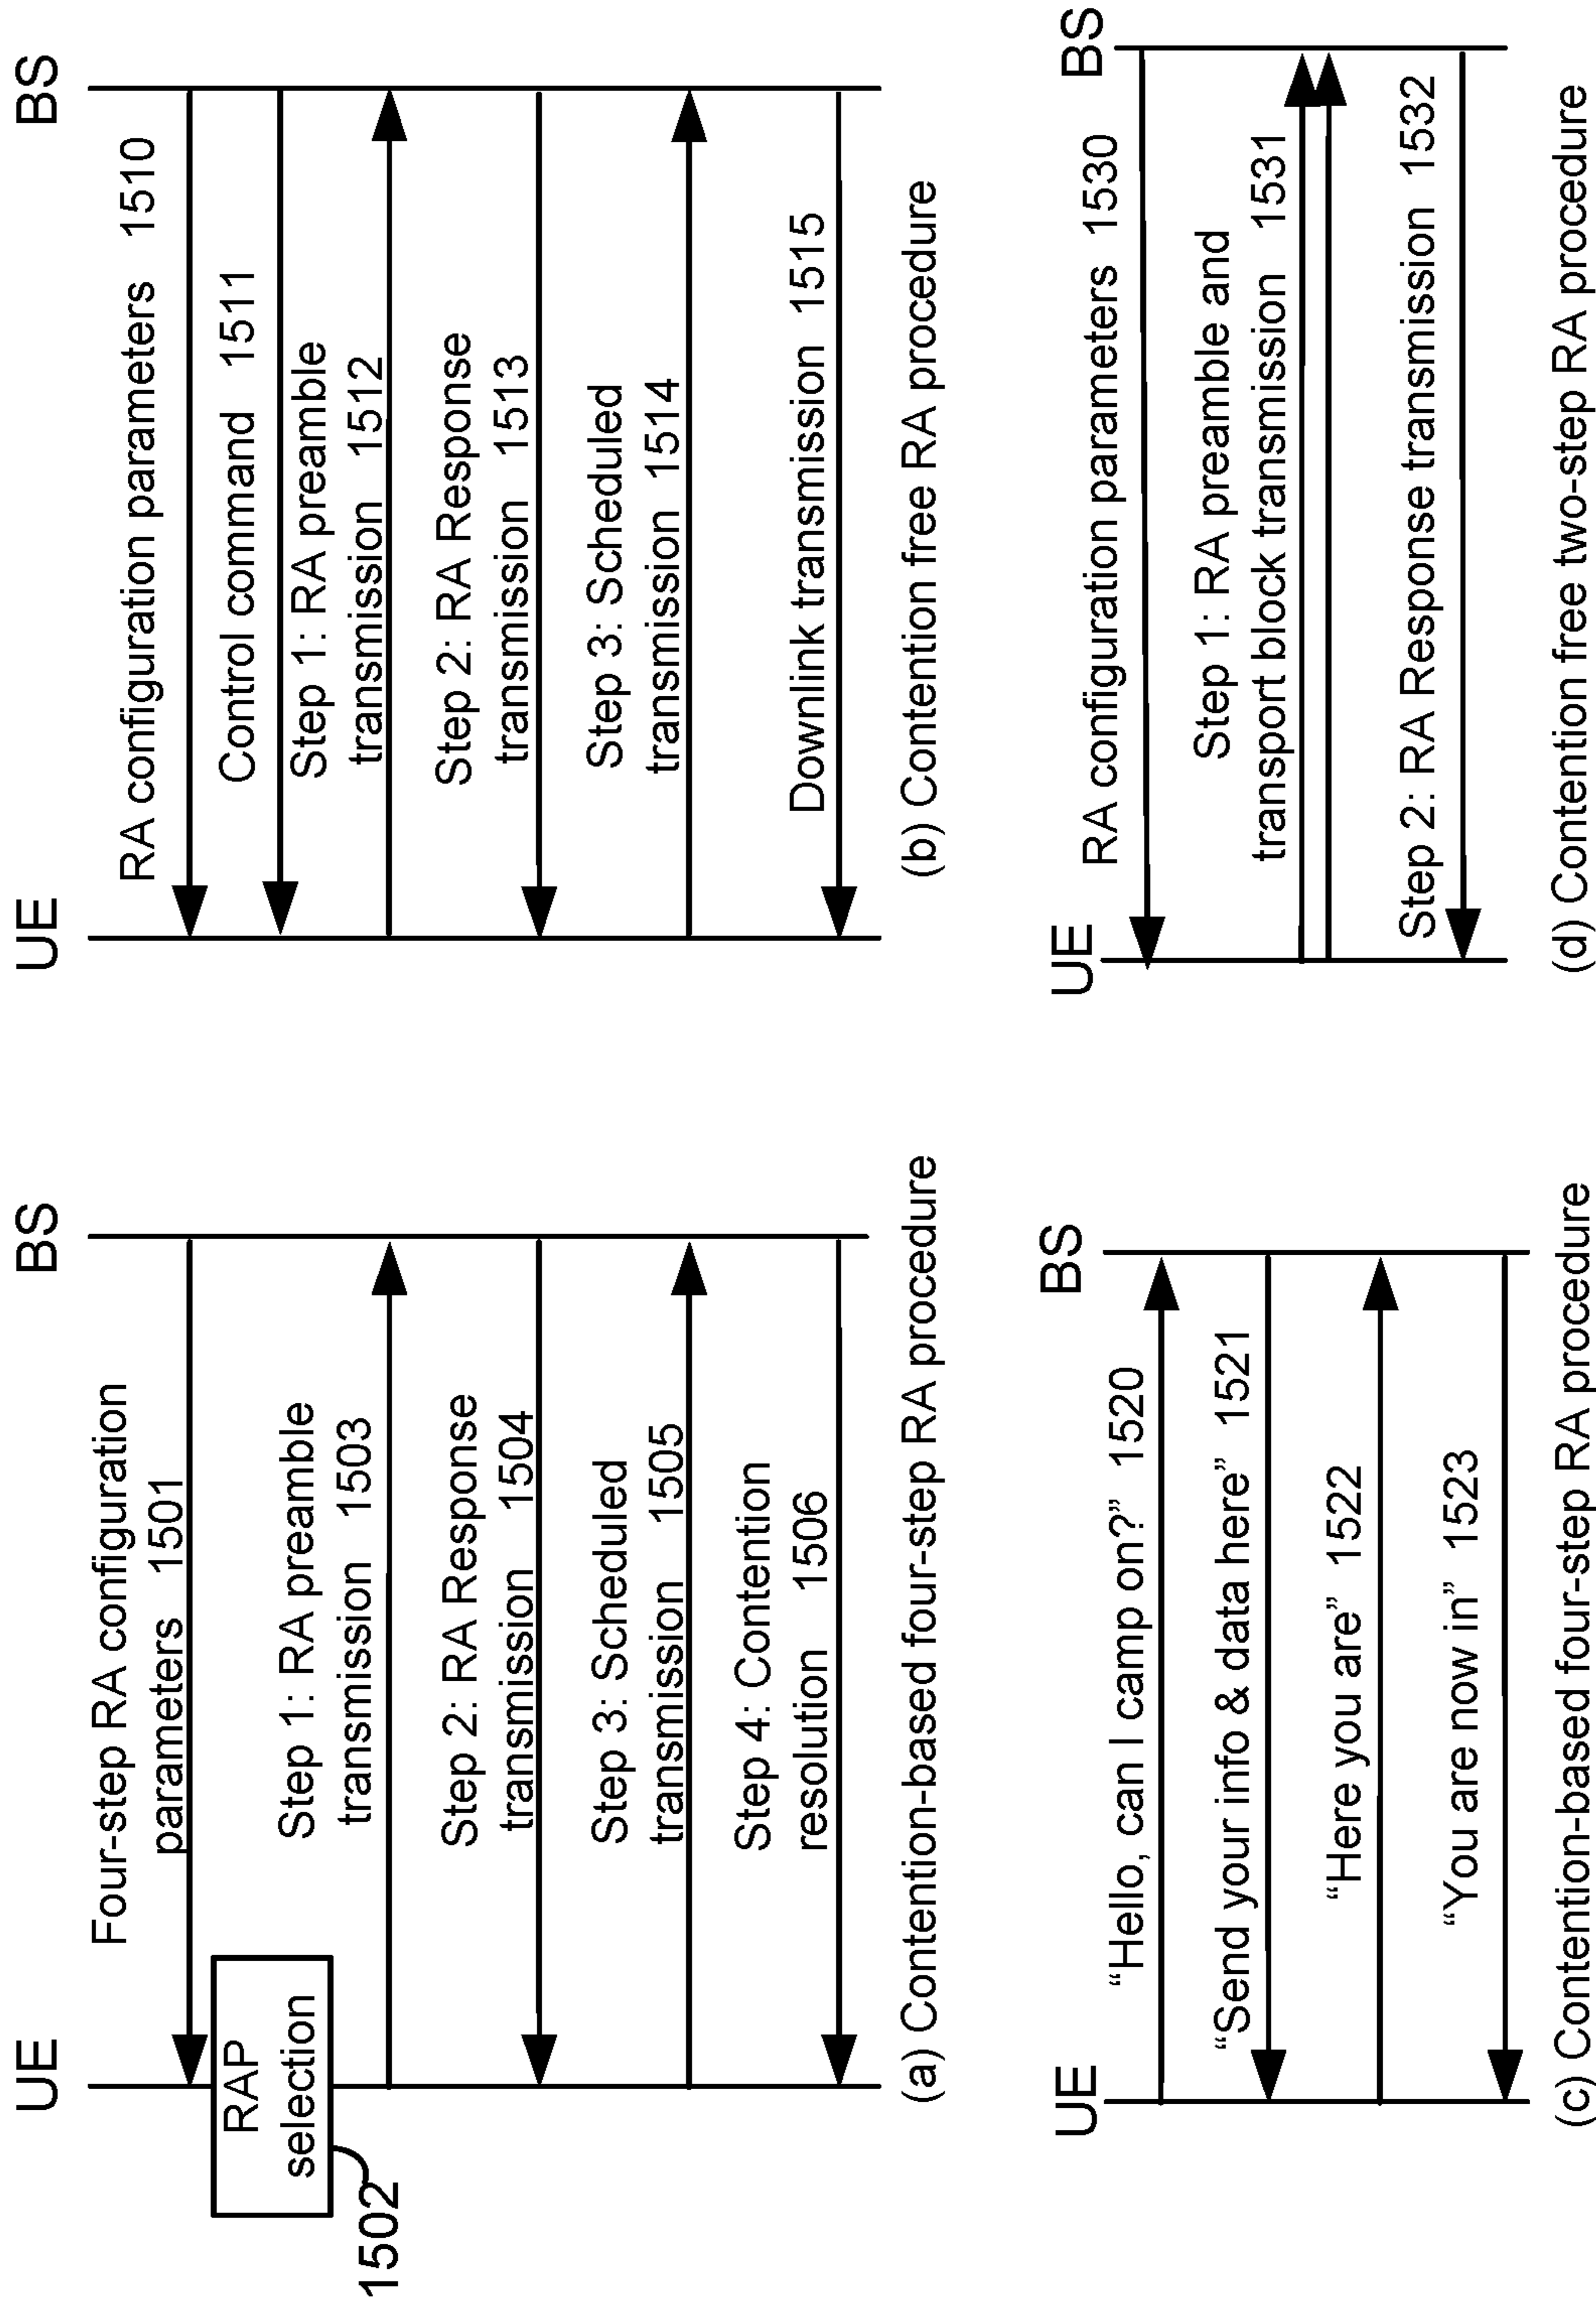 UE
BS
Four-step RA configuration
parameters 1501
RAP
selection
1502
Step 1: RA preamble
transmission 1503
Step 2: RA Response
transmission 1504
Step 3: Scheduled
transmission 1505
Step 4: Contention
resolution 1506
(a) Contention-based four-step RA procedure
UE
BS
RA configuration parameters 1510
Control command 1511
Step 1: RA preamble
transmission 1512
Step 2: RA Response
transmission 1513
Step 3: Scheduled
transmission 1514
Downlink transmission 1515
(b) Contention free RA procedure
UE
BS
“Hello, can I camp on?” 1520
“Send your info & data here” 1521
“Here you are” 1522
“You are now in” 1523
(c) Contention-based four-step RA procedure
UE
BS
RA configuration parameters 1530
Step 1: RA preamble and
transport block transmission 1531
Step 2: RA Response transmission 1532
(d) Contention free two-step RA procedure